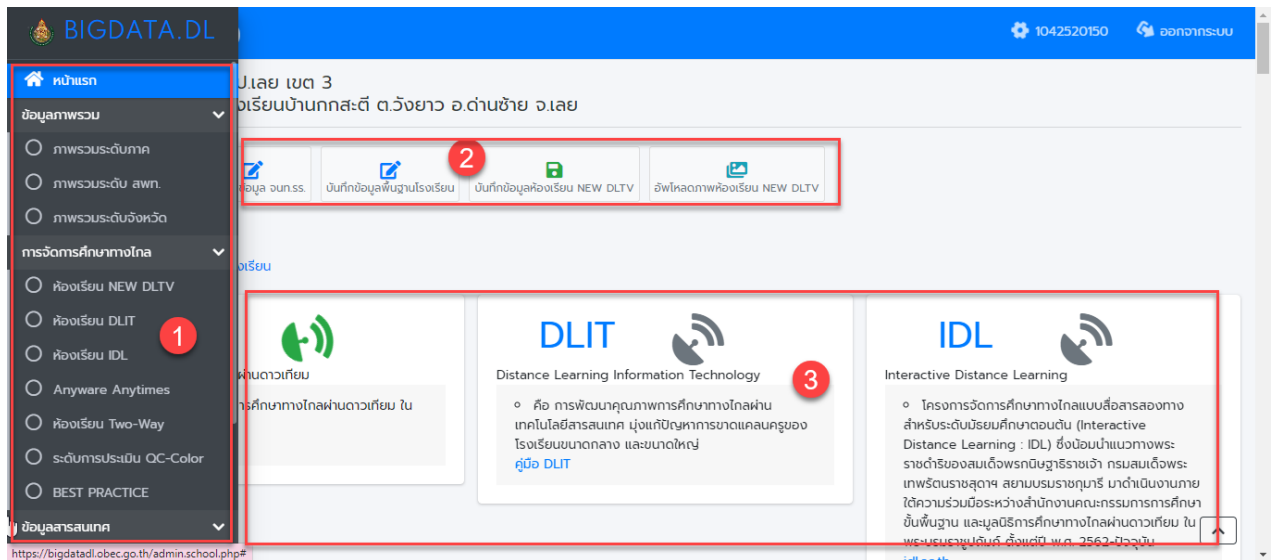 BIGDATA.DL
1042520150
ออกจากระบบ
หน้าแรก
ข้อมูลภาพรวม
ภาพรวมระดับภาค
ภาพรวมระดับ สพท.
ภาพรวมระดับจังหวัด
การจัดการศึกษาทางไกล
ห้องเรียน NEW DLTV
ห้องเรียน DLIT
ห้องเรียน IDL
Anyware Anytimes
ห้องเรียน Two-Way
ระดับการประเมิน QC-Color
BEST PRACTICE
ข้อมูลสารสนเทศ
1
ป.เลย เขต 3
งเรียนบ้านกกสะตี ต.วังยาว อ.ด่านซ้าย จ.เลย
2
ข้อมูล จนท.รร.
บันทึกข้อมูลพื้นฐานโรงเรียน
บันทึกข้อมูลห้องเรียน NEW DLTV
อัพโหลดภาพห้องเรียน NEW DLTV
งเรียน
ผ่านดาวเทียม
ารศึกษาทางไกลผ่านดาวเทียม ใน
DLIT
Distance Learning Information Technology
3
คือ การพัฒนาคุณภาพการศึกษาทางไกลผ่าน
เทคโนโลยีสารสนเทศ มุ่งแก้ปัญหาการขาดแคลนครูของ
โรงเรียนขนาดกลาง และขนาดใหญ่
คู่มือ DLIT
IDL
Interactive Distance Learning
โครงการจัดการศึกษาทางไกลแบบสื่อสารสองทาง
สำหรับระดับมัธยมศึกษาตอนต้น (Interactive
Distance Learning : IDL) ซึ่งน้อมนำแนวทางพระ
ราชดำริของสมเด็จพระกนิษฐาธิราชเจ้า กรมสมเด็จพระ
เทพรัตนราชสุดาฯ สยามบรมราชกุมารี มาดำเนินงานภาย
ใต้ความร่วมมือระหว่างสำนักงานคณะกรรมการการศึกษา
ขั้นพื้นฐาน และมูลนิธิการศึกษาทางไกลผ่านดาวเทียม ใน
พระบรมราชูปถัมภ์ ตั้งแต่ปี พ.ศ. 2562-ปัจจุบัน
https://bigdatadl.obec.go.th/admin.school.php#